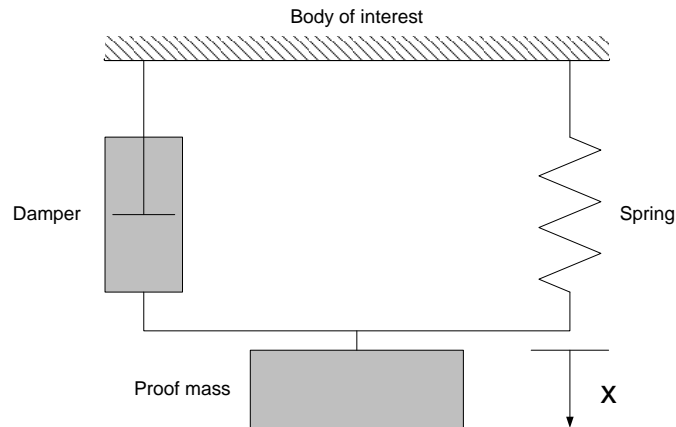 Body of interest
Damper
Spring
Proof mass
x